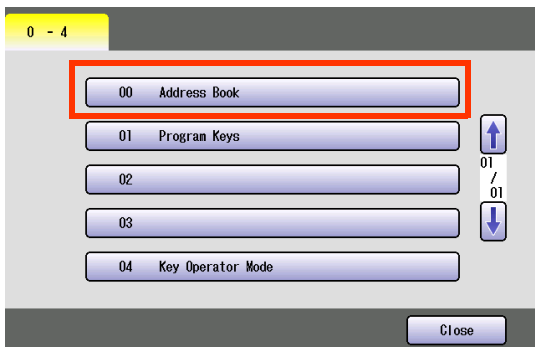 0 - 4
00 Address Book
01 Program Keys
02
03
04 Key Operator Mode
01
/
01
Close